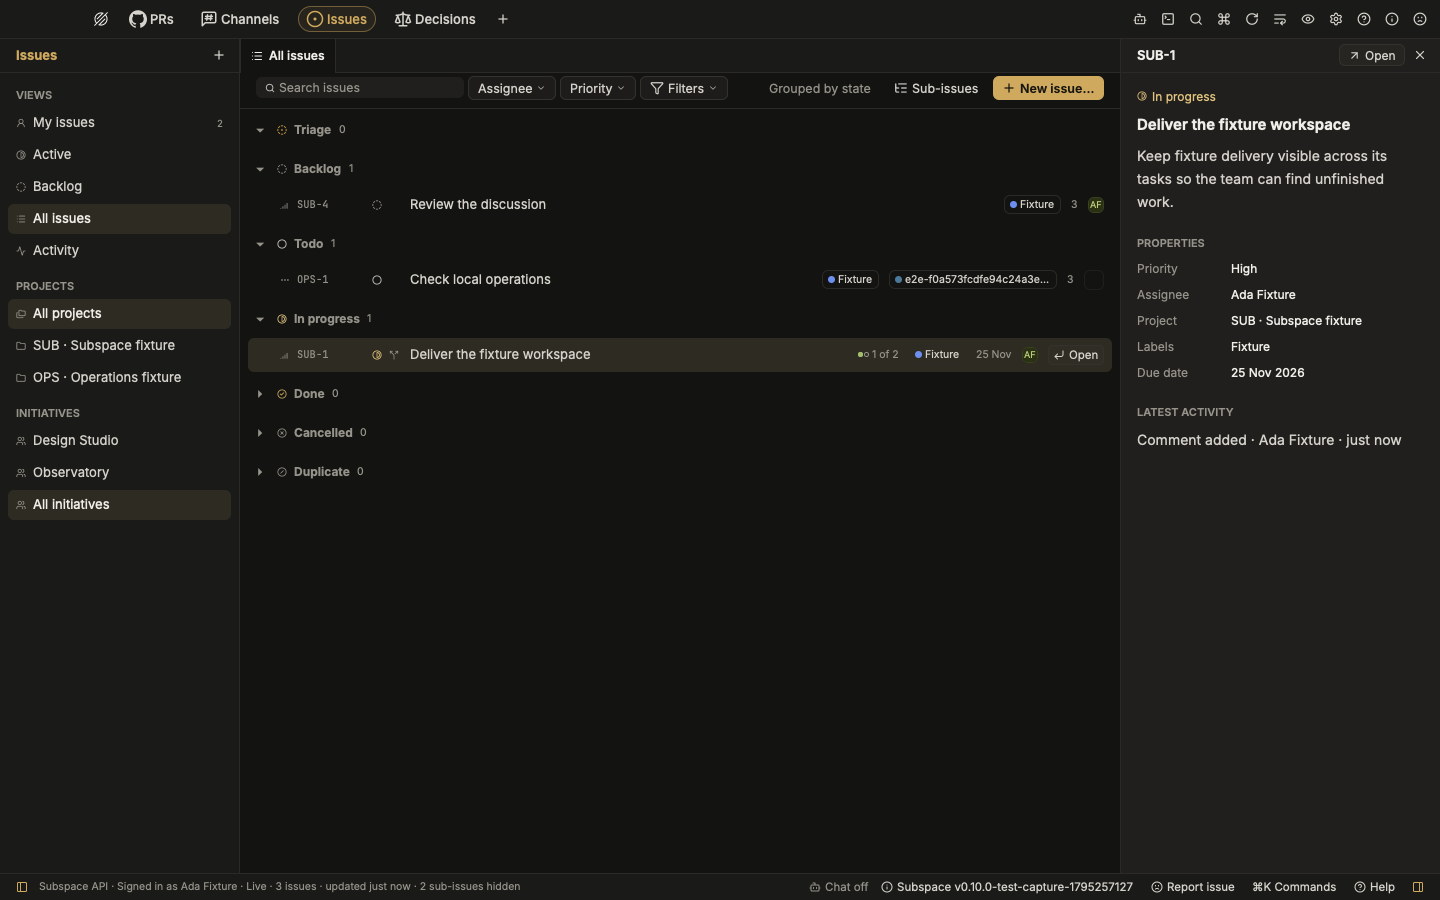 PRs Channels Issues Decisions
Issues
VIEWS
My issues 2
Active
Backlog
All issues
Activity
PROJECTS
All projects
SUB · Subspace fixture
OPS · Operations fixture
INITIATIVES
Design Studio
Observatory
All initiatives
All issues
Search issues Assignee Priority Filters Grouped by state Sub-issues New issue...
Triage 0
Backlog 1
SUB-4 Review the discussion Fixture 3 AF
Todo 1
OPS-1 Check local operations Fixture e2e-f0a573fcdfe94c24a3e... 3
In progress 1
SUB-1 Deliver the fixture workspace 1 of 2 Fixture 25 Nov AF Open
Done 0
Cancelled 0
Duplicate 0
SUB-1 Open
In progress
Deliver the fixture workspace
Keep fixture delivery visible across its
tasks so the team can find unfinished
work.
PROPERTIES
Priority High
Assignee Ada Fixture
Project SUB · Subspace fixture
Labels Fixture
Due date 25 Nov 2026
LATEST ACTIVITY
Comment added · Ada Fixture · just now
Subspace API · Signed in as Ada Fixture · Live · 3 issues · updated just now · 2 sub-issues hidden
Chat off Subspace v0.10.0-test-capture-1795257127 Report issue ⌘K Commands Help